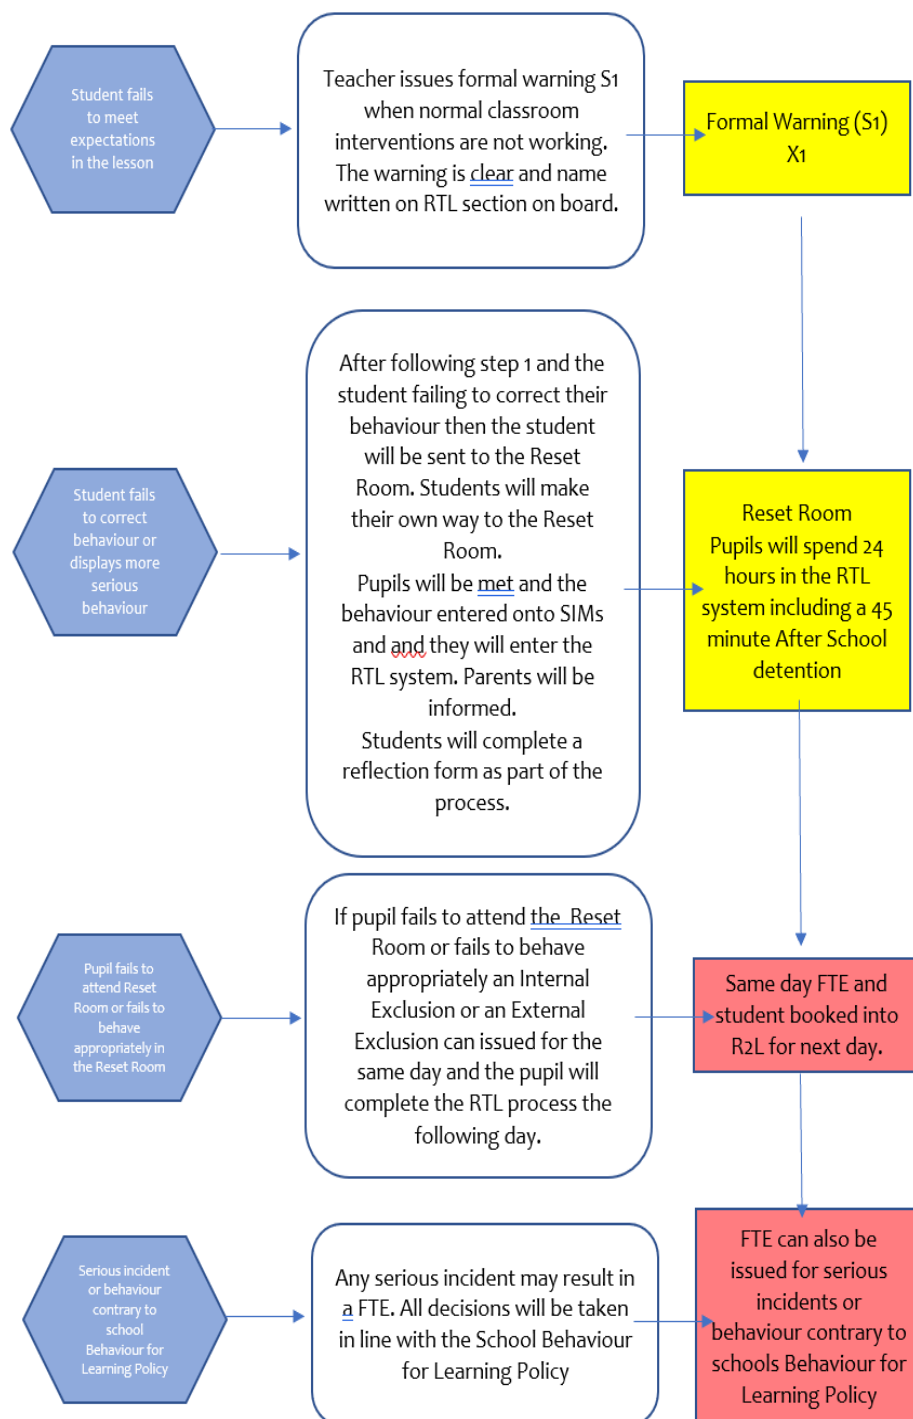 Student fails
to meet
expectations
in the lesson
Teacher issues formal warning S1
when normal classroom
interventions are not working.
The warning is clear and name
written on RTL section on board.
Formal Warning (S1)
X1
Student fails
to correct
behaviour or
displays more
serious
behaviour
After following step 1 and the
student failing to correct their
behaviour then the student
will be sent to the Reset
Room. Students will make
their own way to the Reset
Room.
Pupils will be met and the
behaviour entered onto SIMs
and and they will enter the
RTL system. Parents will be
informed.
Students will complete a
reflection form as part of the
process.
Reset Room
Pupils will spend 24
hours in the RTL
system including a 45
minute After School
detention
Pupil fails to
attend Reset
Room or fails to
behave
appropriately in
the Reset Room
If pupil fails to attend the  Reset
Room or fails to behave
appropriately an Internal
Exclusion or an External
Exclusion can issued for the
same day and the pupil will
complete the RTL process the
following day.
Same day FTE and
student booked into
R2L for next day.
Serious incident
or behaviour
contrary to
school
Behaviour for
Learning Policy
Any serious incident may result in
a FTE. All decisions will be taken
in line with the School Behaviour
for Learning Policy
FTE can also be
issued for serious
incidents or
behaviour contrary to
schools Behaviour for
Learning Policy